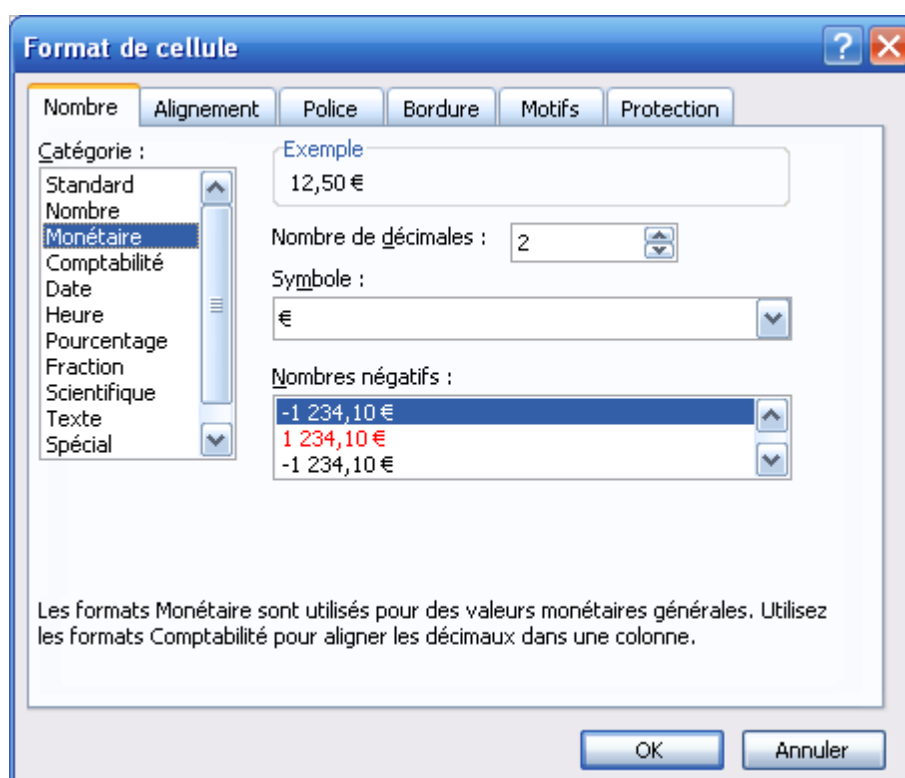 Format de cellule
Nombre Alignement Police Bordure Motifs Protection
Catégorie :
Standard
Nombre
Monétaire
Comptabilité
Date
Heure
Pourcentage
Fraction
Scientifique
Texte
Spécial
Exemple
12,50 €
Nombre de décimales : 2
Symbole :
€
Nombres négatifs :
-1 234,10 €
1 234,10 €
-1 234,10 €
Les formats Monétaire sont utilisés pour des valeurs monétaires générales. Utilisez
les formats Comptabilité pour aligner les décimaux dans une colonne.
OK Annuler